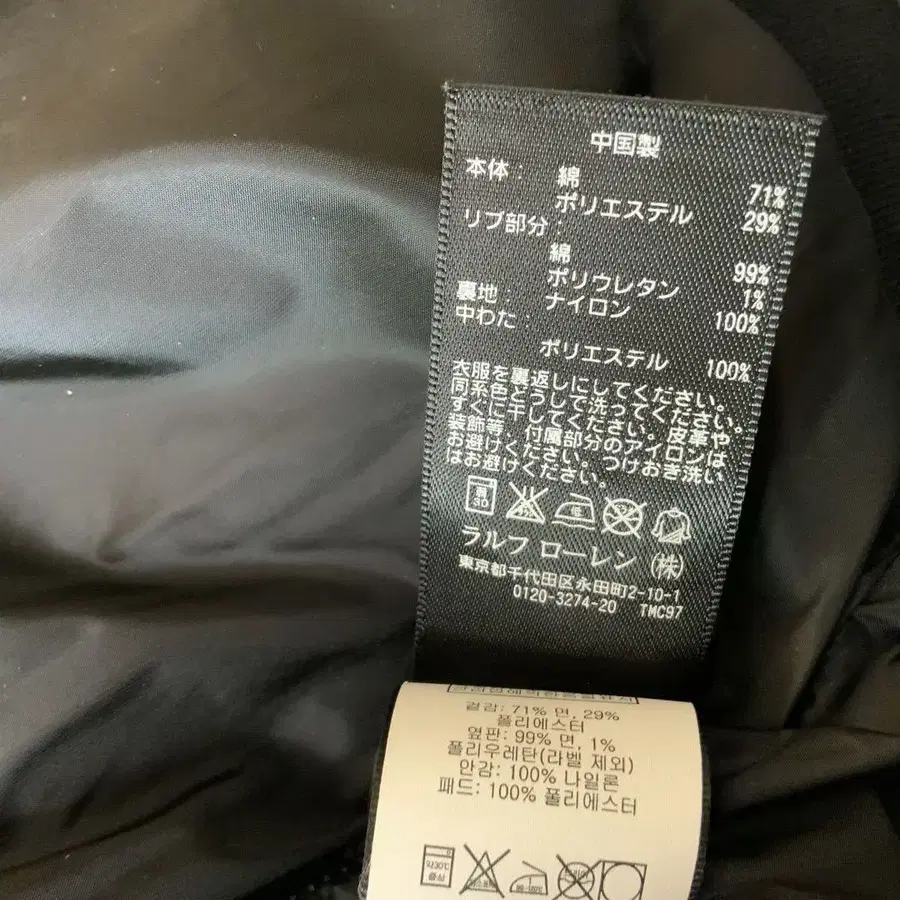 中国製
本体: 綿 71%
ポリエステル 29%
リブ部分:
綿 99%
ポリウレタン 1%
裏地: ナイロン 100%
中わた:
ポリエステル 100%
衣服を裏返しにしてください。
同系色どうしで洗ってください。
すぐに干してください。皮革や
装飾等、付属部分のアイロンは
お避けください。つけおき洗い
はお避けください。
弱
30
低
ラルフ ローレン (株)
東京都千代田区永田町2-10-1
0120-3274-20 TMC97
겉감: 71% 면, 29%
폴리에스터
옆판: 99% 면, 1%
폴리우레탄(라벨 제외)
안감: 100% 나일론
패드: 100% 폴리에스터